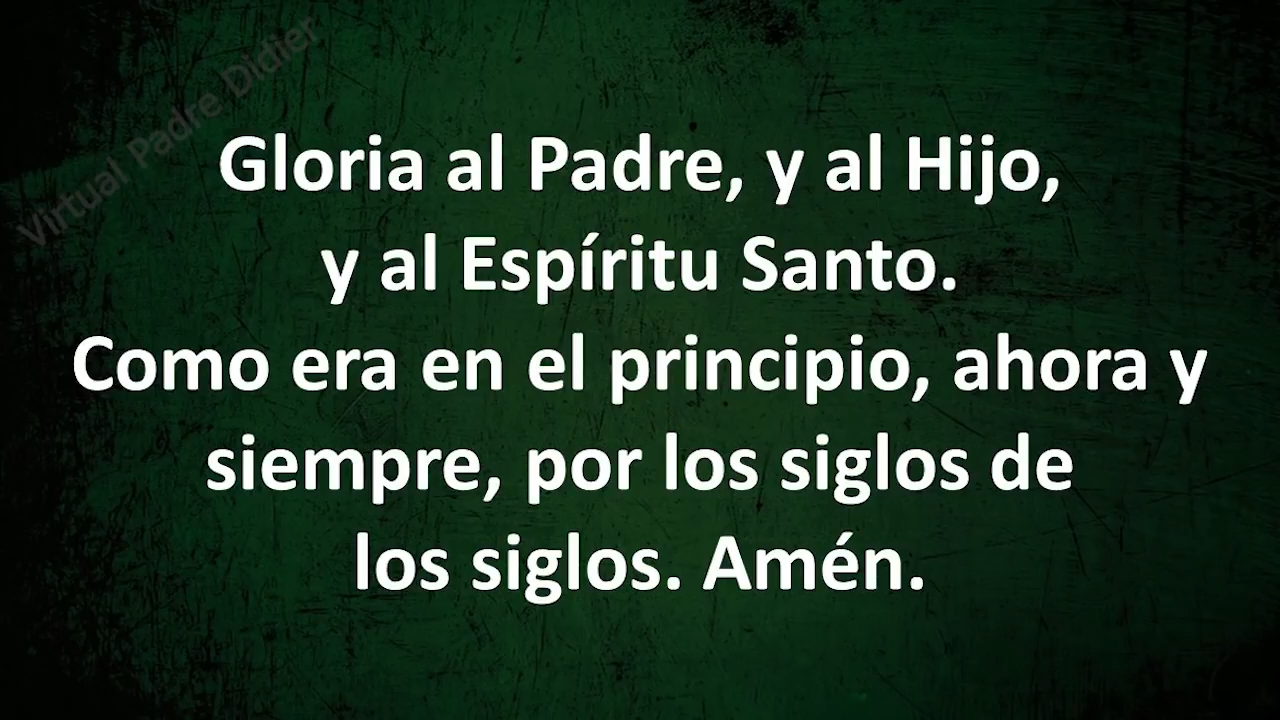 Virtual Padre Didier
Gloria al Padre, y al Hijo,
y al Espíritu Santo.
Como era en el principio, ahora y
siempre, por los siglos de
los siglos. Amén.